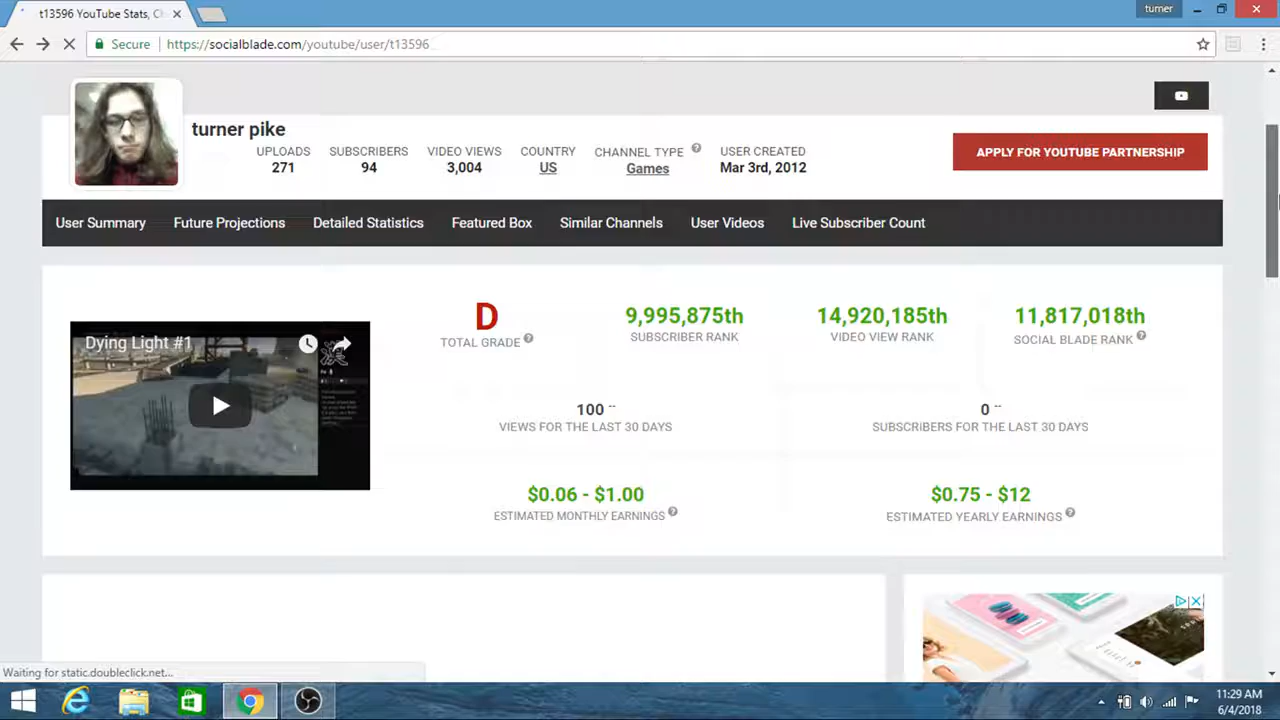 t13596 YouTube Stats, C
turner
Secure
https://socialblade.com/youtube/user/t13596
turner pike
UPLOADS
271
SUBSCRIBERS
94
VIDEO VIEWS
3,004
COUNTRY
US
CHANNEL TYPE
Games
USER CREATED
Mar 3rd, 2012
APPLY FOR YOUTUBE PARTNERSHIP
User Summary
Future Projections
Detailed Statistics
Featured Box
Similar Channels
User Videos
Live Subscriber Count
Dying Light #1
D
TOTAL GRADE
9,995,875th
SUBSCRIBER RANK
14,920,185th
VIDEO VIEW RANK
11,817,018th
SOCIAL BLADE RANK
100 --
VIEWS FOR THE LAST 30 DAYS
0 --
SUBSCRIBERS FOR THE LAST 30 DAYS
$0.06 - $1.00
ESTIMATED MONTHLY EARNINGS
$0.75 - $12
ESTIMATED YEARLY EARNINGS
Waiting for static.doubleclick.net...
11:29 AM
6/4/2018